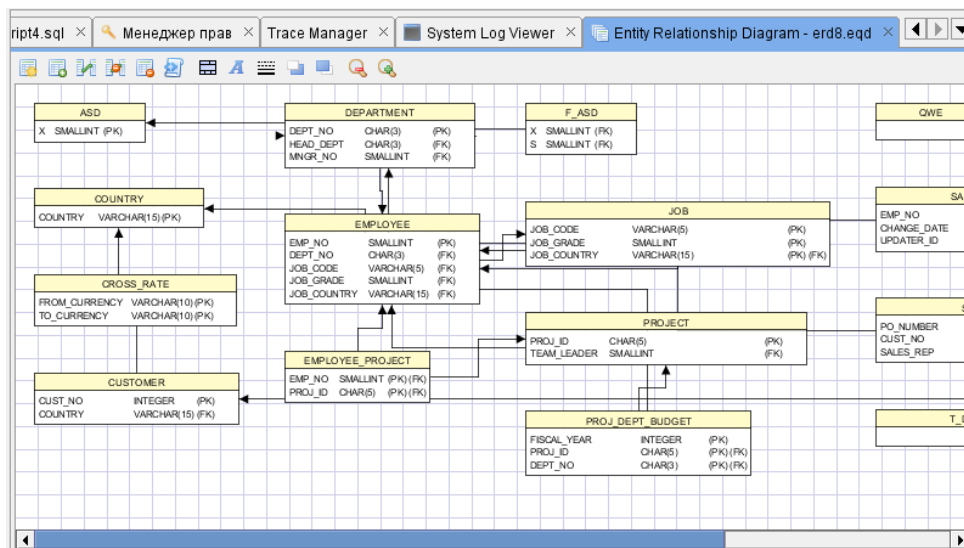 ript4.sql
Менеджер прав
Trace Manager
System Log Viewer
Entity Relationship Diagram - erd8.eqd
ASD
X SMALLINT (PK)
DEPARTMENT
DEPT_NO CHAR(3) (PK)
HEAD_DEPT CHAR(3) (FK)
MNGR_NO SMALLINT (FK)
F_ASD
X SMALLINT (FK)
S SMALLINT (FK)
QWE
COUNTRY
COUNTRY VARCHAR(15) (PK)
EMPLOYEE
EMP_NO SMALLINT (PK)
DEPT_NO CHAR(3) (FK)
JOB_CODE VARCHAR(5) (FK)
JOB_GRADE SMALLINT (FK)
JOB_COUNTRY VARCHAR(15) (FK)
JOB
JOB_CODE VARCHAR(5) (PK)
JOB_GRADE SMALLINT (PK)
JOB_COUNTRY VARCHAR(15) (PK) (FK)
SA
EMP_NO
CHANGE_DATE
UPDATER_ID
CROSS_RATE
FROM_CURRENCY VARCHAR(10) (PK)
TO_CURRENCY VARCHAR(10) (PK)
PROJECT
PROJ_ID CHAR(5) (PK)
TEAM_LEADER SMALLINT (FK)
S
PO_NUMBER
CUST_NO
SALES_REP
EMPLOYEE_PROJECT
EMP_NO SMALLINT (PK) (FK)
PROJ_ID CHAR(5) (PK) (FK)
CUSTOMER
CUST_NO INTEGER (PK)
COUNTRY VARCHAR(15) (FK)
PROJ_DEPT_BUDGET
FISCAL_YEAR INTEGER (PK)
PROJ_ID CHAR(5) (PK) (FK)
DEPT_NO CHAR(3) (PK) (FK)